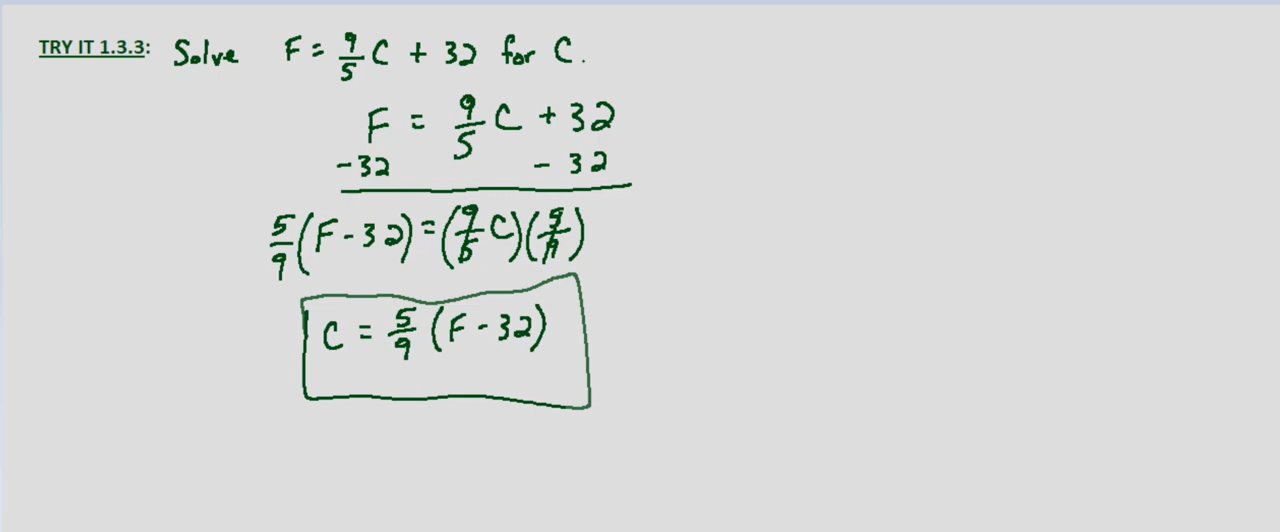 TRY IT 1.3.3: Solve F = 9/5 C + 32 for C.
F = 9/5 C + 32
-32 - 32
5/9 (F - 32) = (9/5 C)(5/9)
C = 5/9 (F - 32)